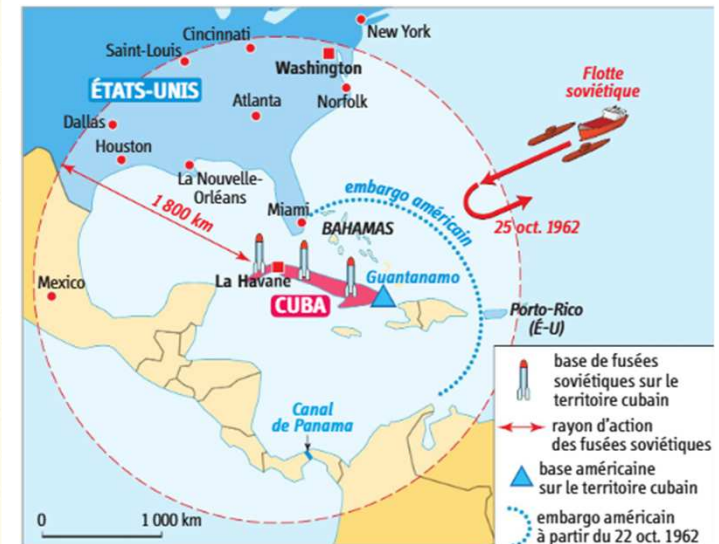 New York
Cincinnati
Saint-Louis
Washington
ÉTATS-UNIS
Atlanta
Norfolk
Dallas
Houston
La Nouvelle-
Orléans
1 800 km
Miami
embargo américain
BAHAMAS
Flotte
soviétique
25 oct. 1962
Mexico
La Havane
Guantanamo
CUBA
Porto-Rico
(É-U)
Canal
de Panama
0
1 000 km
base de fusées
soviétiques sur le
territoire cubain
rayon d'action
des fusées soviétiques
base américaine
sur le territoire cubain
embargo américain
à partir du 22 oct. 1962